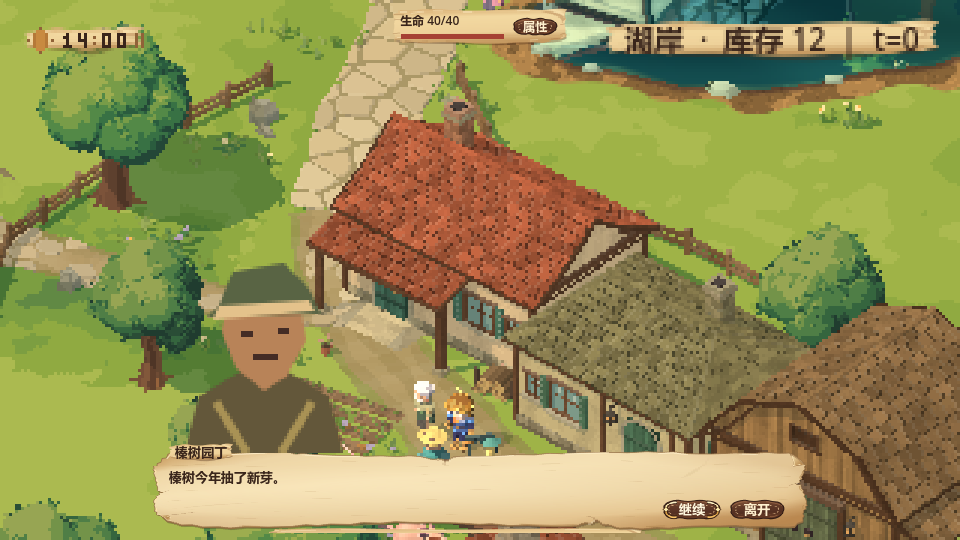 14:00
生命 40/40
属性
湖岸 · 库存 12 | t=0
榛树园丁
榛树今年抽了新芽。
继续
离开